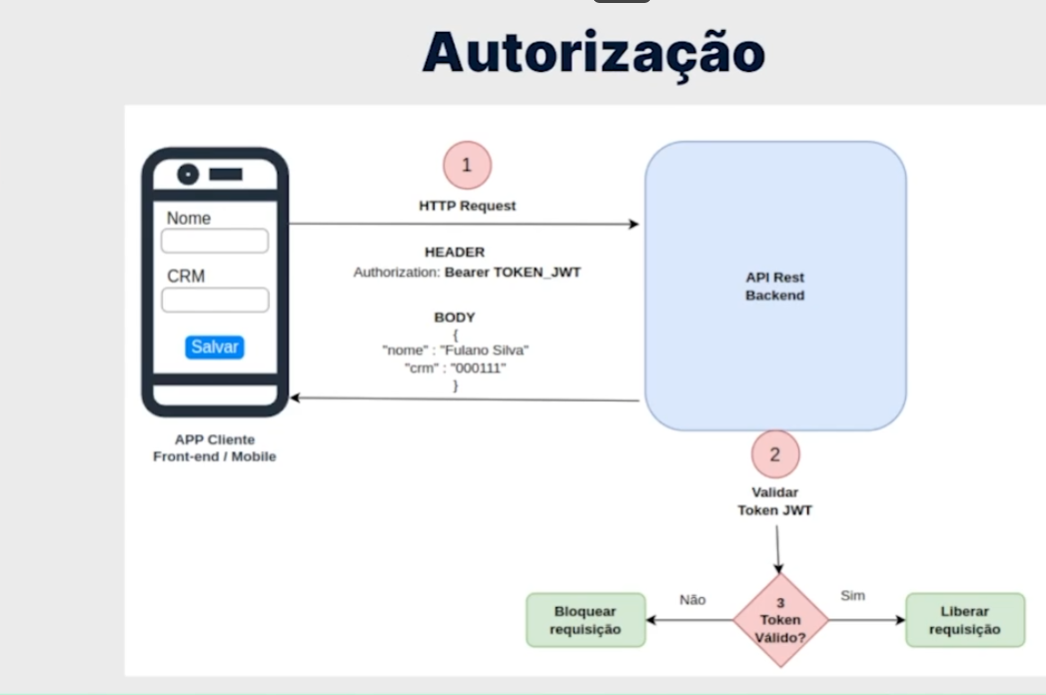 Autorização
1
HTTP Request
HEADER
Authorization: Bearer TOKEN_JWT
BODY
{
"nome" : "Fulano Silva"
"crm" : "000111"
}
Nome
CRM
Salvar
APP Cliente
Front-end / Mobile
API Rest
Backend
2
Validar
Token JWT
3
Token
Válido?
Não
Sim
Bloquear
requisição
Liberar
requisição